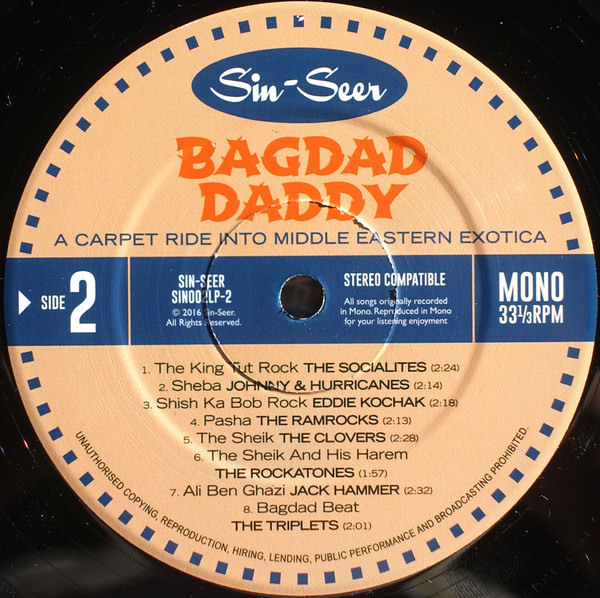 Sin-Seer
BAGDAD
DADDY
A CARPET RIDE INTO MIDDLE EASTERN EXOTICA
SIDE 2
SIN-SEER
SIN002LP-2
© 2016 Sin-Seer.
All Rights Reserved.
STEREO COMPATIBLE
All songs originally recorded
in Mono. Reproduced in Mono
for your listening enjoyment
MONO
33 1/3 RPM
1. The King Tut Rock THE SOCIALITES (2:24)
2. Sheba JOHNNY & HURRICANES (2:14)
3. Shish Ka Bob Rock EDDIE KOCHAK (2:18)
4. Pasha THE RAMROCKS (2:13)
5. The Sheik THE CLOVERS (2:28)
6. The Sheik And His Harem
THE ROCKATONES (1:57)
7. Ali Ben Ghazi JACK HAMMER (2:32)
8. Bagdad Beat
THE TRIPLETS (2:01)
UNAUTHORISED COPYING, REPRODUCTION, HIRING, LENDING, PUBLIC PERFORMANCE AND BROADCASTING PROHIBITED.